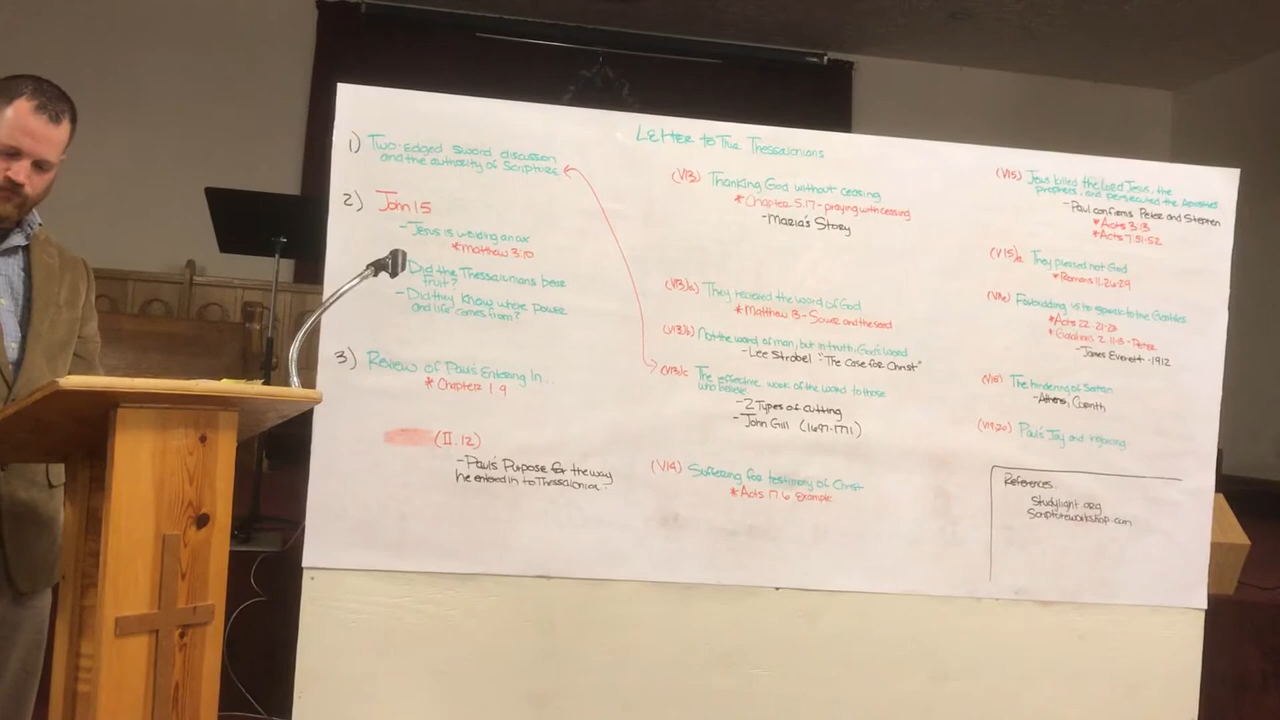 Letter to The Thessalonians
1) Two-Edged Sword discussion
and the authority of Scripture
2) John 15
- Jesus is wielding an ax
*Matthew 3:10
Did the Thessalonians bear
fruit?
- Did they know where power
and life comes from?
3) Review of Paul's Entering In...
* Chapter 1.9
(II.12)
- Paul's Purpose for the way
he entered in to Thessalonica.
(V13) Thanking God without ceasing
*Chapter 5.17 - praying with ceasing
- Maria's Story
(V13)a They received the word of God
* Matthew 13 - Sower and the seed
(V13)b Not the word of man, but in truth, God's word
- Lee Strobel "The Case for Christ"
(V13)c The effective work of the word to those
who believe
- 2 Types of cutting
- John Gill (1697-1771)
(V14) Suffering for testimony of Christ
*Acts 17.6 Example
(V15) Jews killed the Lord Jesus, the
prophets, and persecuted the Apostles
- Paul confirms Peter and Stephen
*Acts 3:13
*Acts 7:51-52
(V15)a They pleased not God
*Romans 11.26-29
Forbidding us to speak to the Gentiles
*Acts 22.21-23
*Galatians 2.11-13 - Peter
- James Everett - 1912
(V18) The hindering of Satan
- Athens, Corinth
(V19,20) Paul's Joy and rejoicing
References
Studylight.org
Scriptureworkshop.com